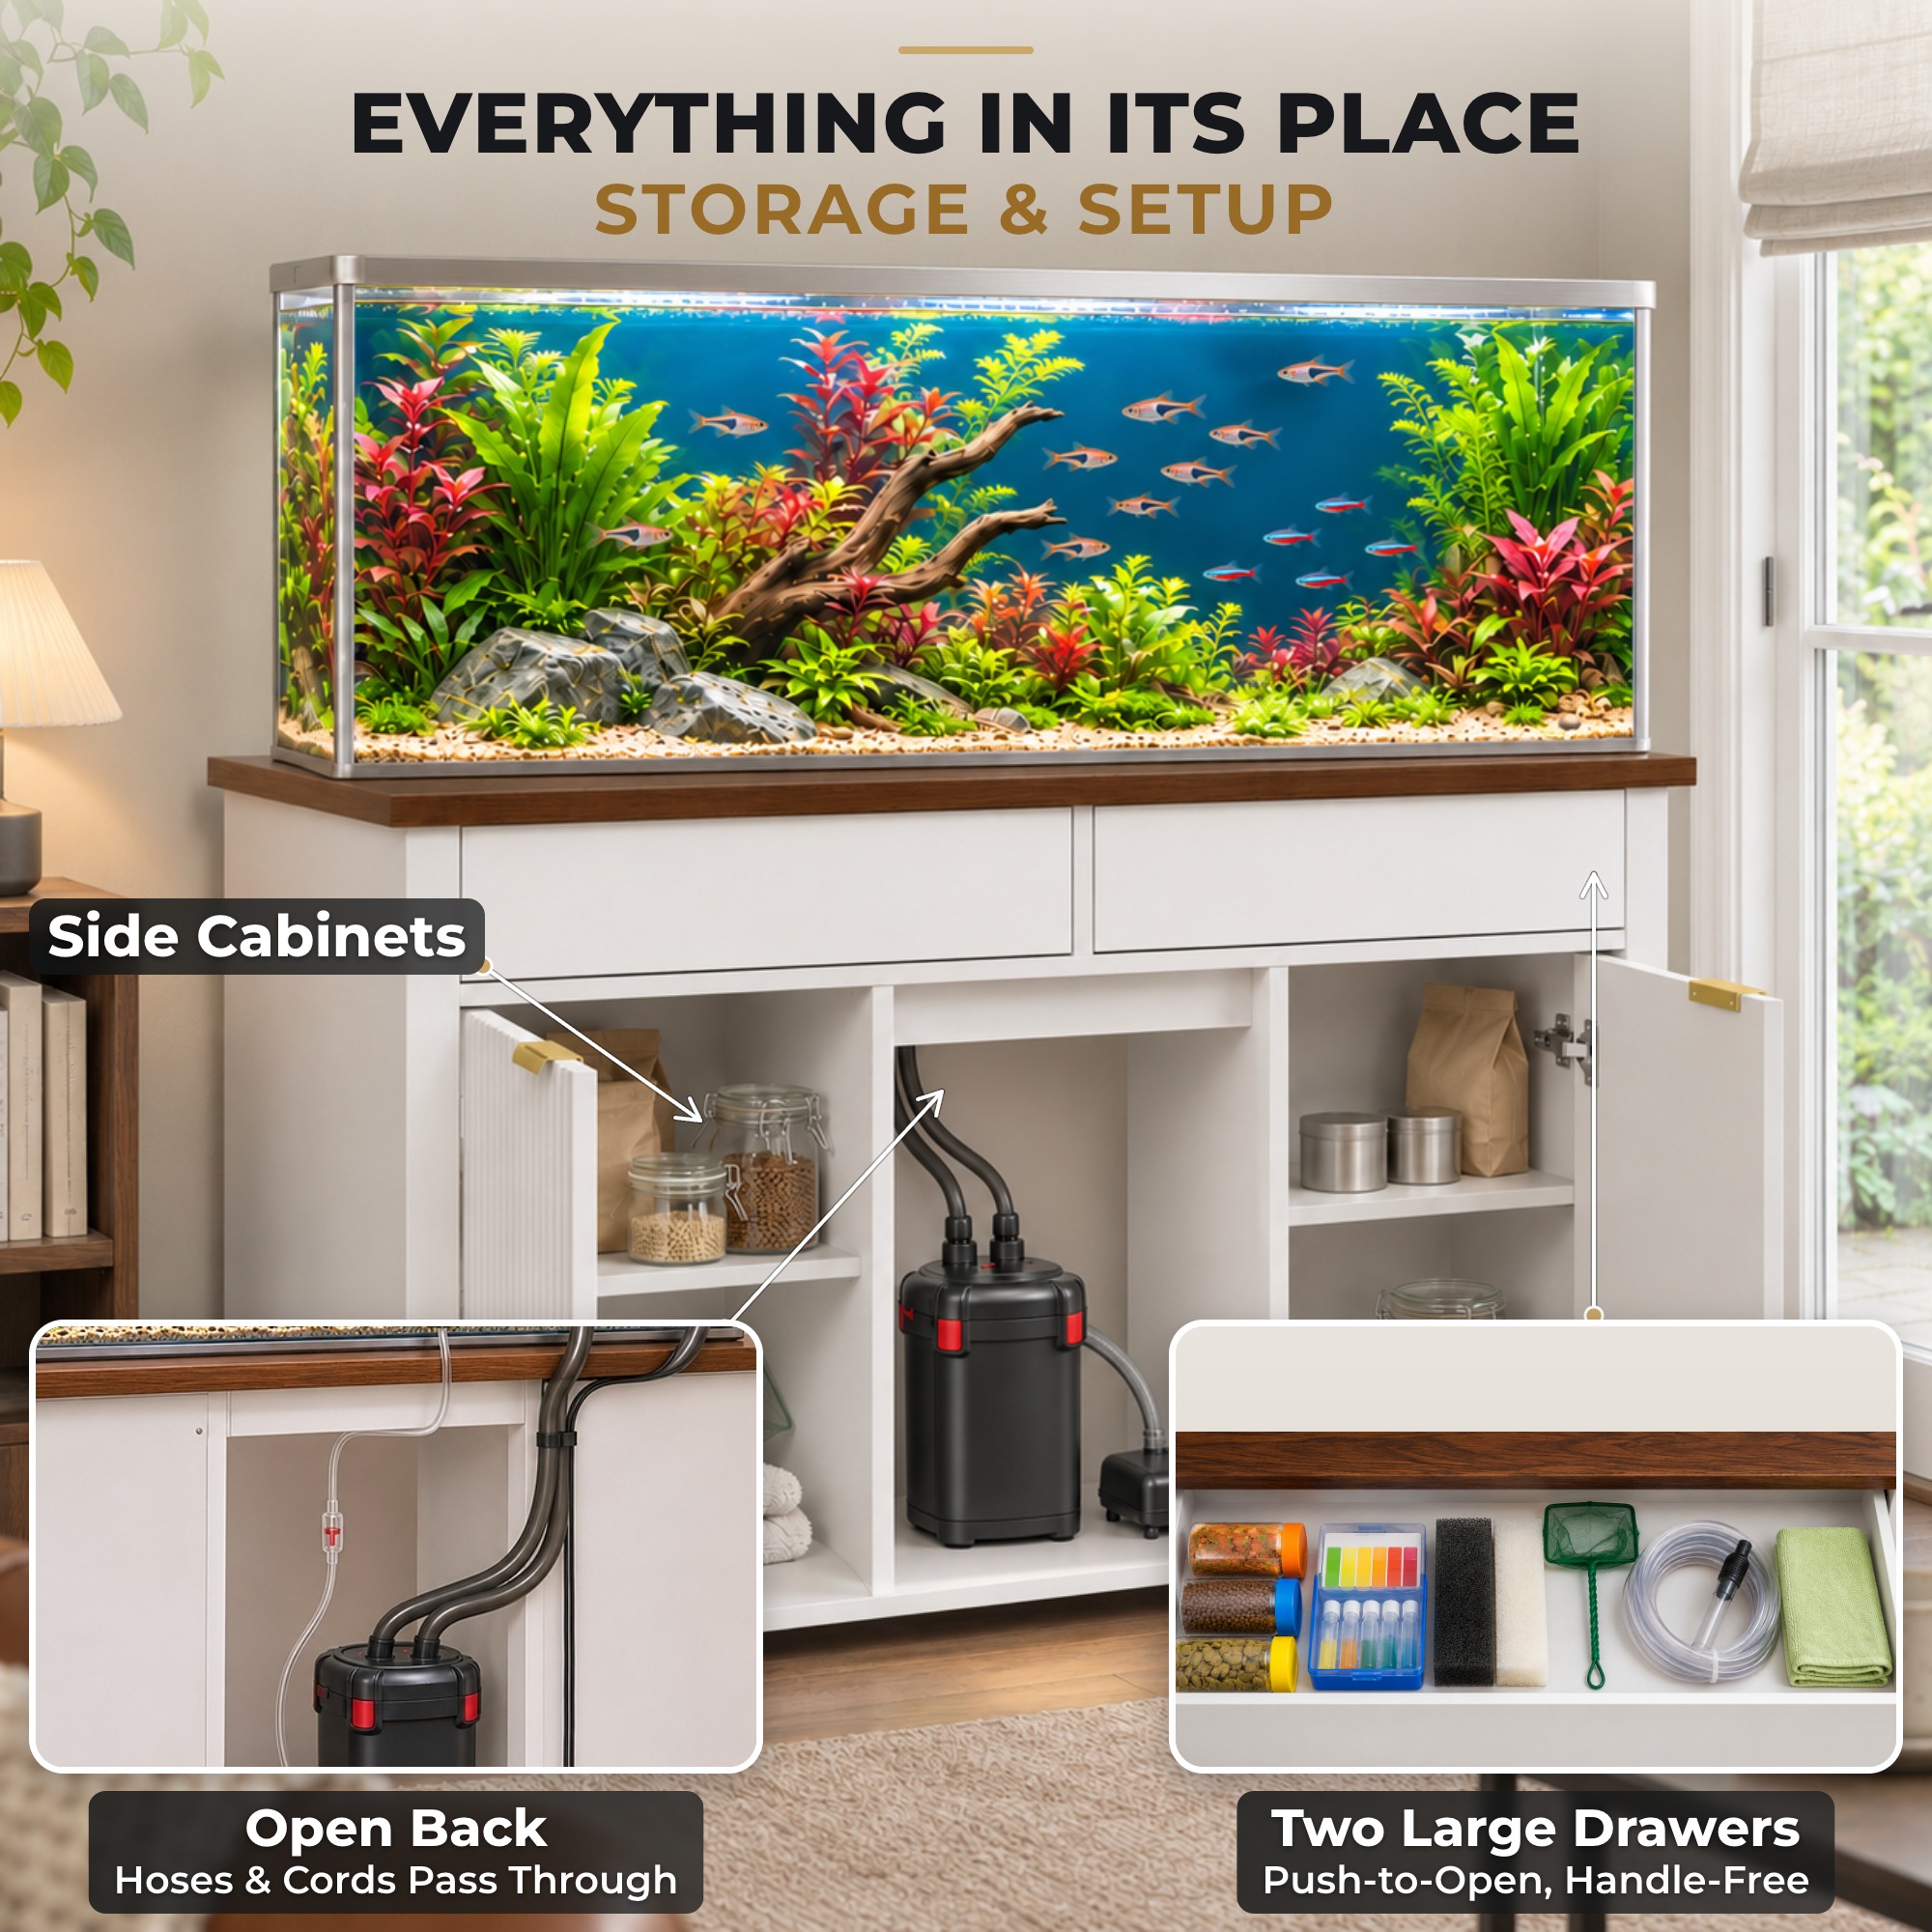 EVERYTHING IN ITS PLACE
STORAGE & SETUP
Side Cabinets
Open Back
Hoses & Cords Pass Through
Two Large Drawers
Push-to-Open, Handle-Free